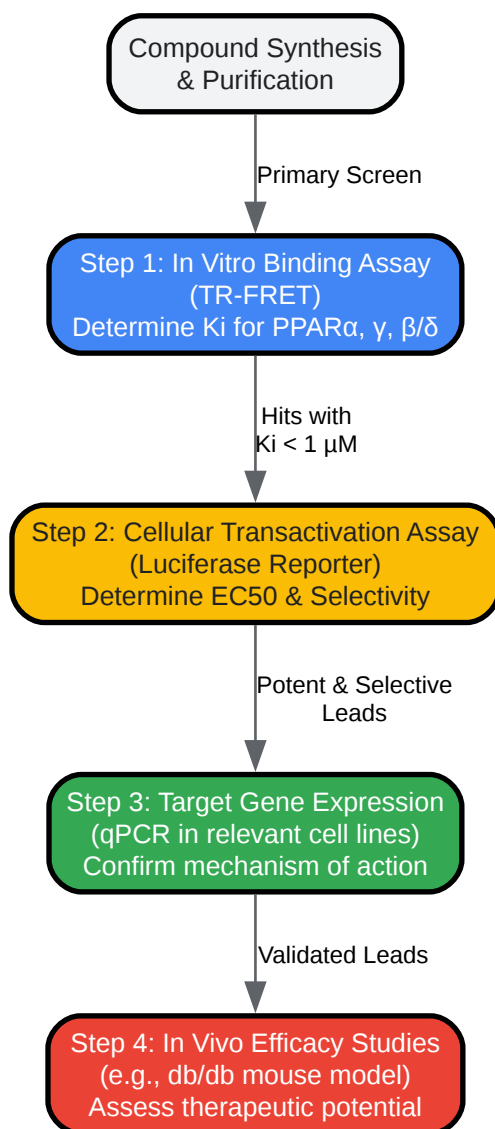 Compound Synthesis
& Purification
Primary Screen
Step 1: In Vitro Binding Assay
(TR-FRET)
Determine Ki for PPARα, γ, β/δ
Hits with
Ki < 1 µM
Step 2: Cellular Transactivation Assay
(Luciferase Reporter)
Determine EC50 & Selectivity
Potent & Selective
Leads
Step 3: Target Gene Expression
(qPCR in relevant cell lines)
Confirm mechanism of action
Validated Leads
Step 4: In Vivo Efficacy Studies
(e.g., db/db mouse model)
Assess therapeutic potential